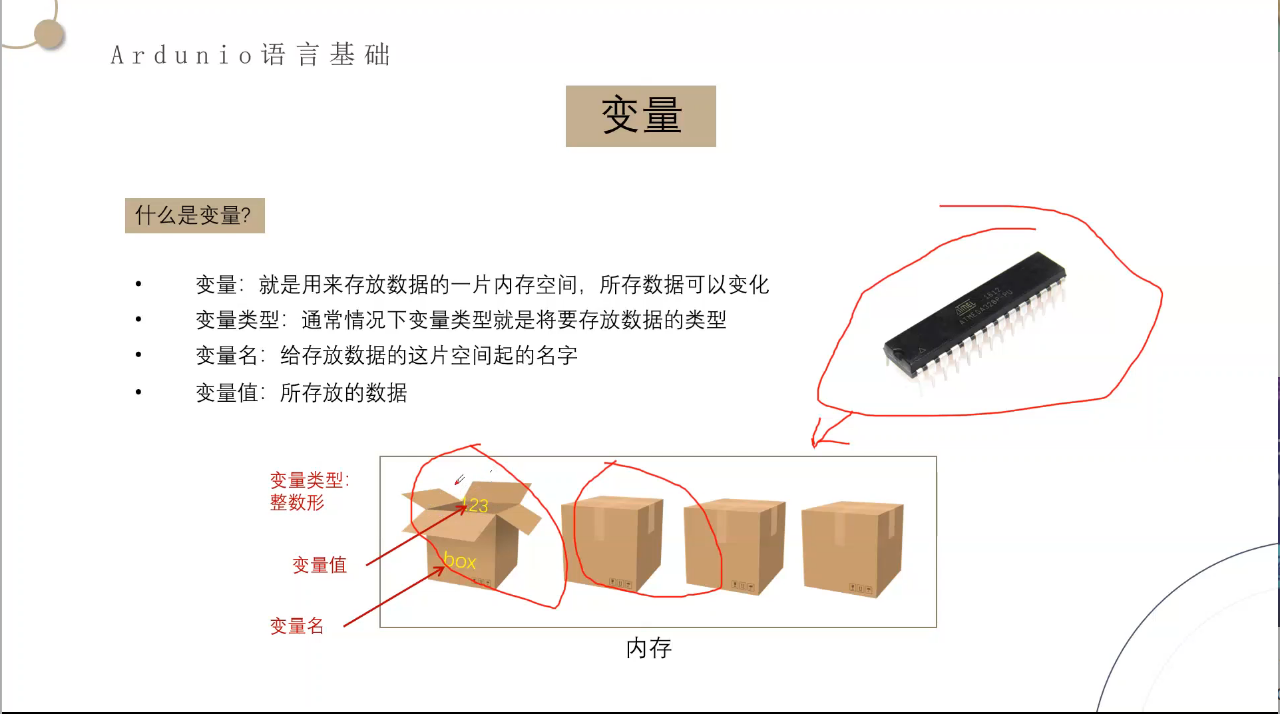 Ardunio语言基础
变量
什么是变量?
• 变量：就是用来存放数据的一片内存空间，所存数据可以变化
• 变量类型：通常情况下变量类型就是将要存放数据的类型
• 变量名：给存放数据的这片空间起的名字
• 变量值：所存放的数据
ATMEL 1812
ATMEGA328P-PU
变量类型：
整数形
123
变量值
box
变量名
内存